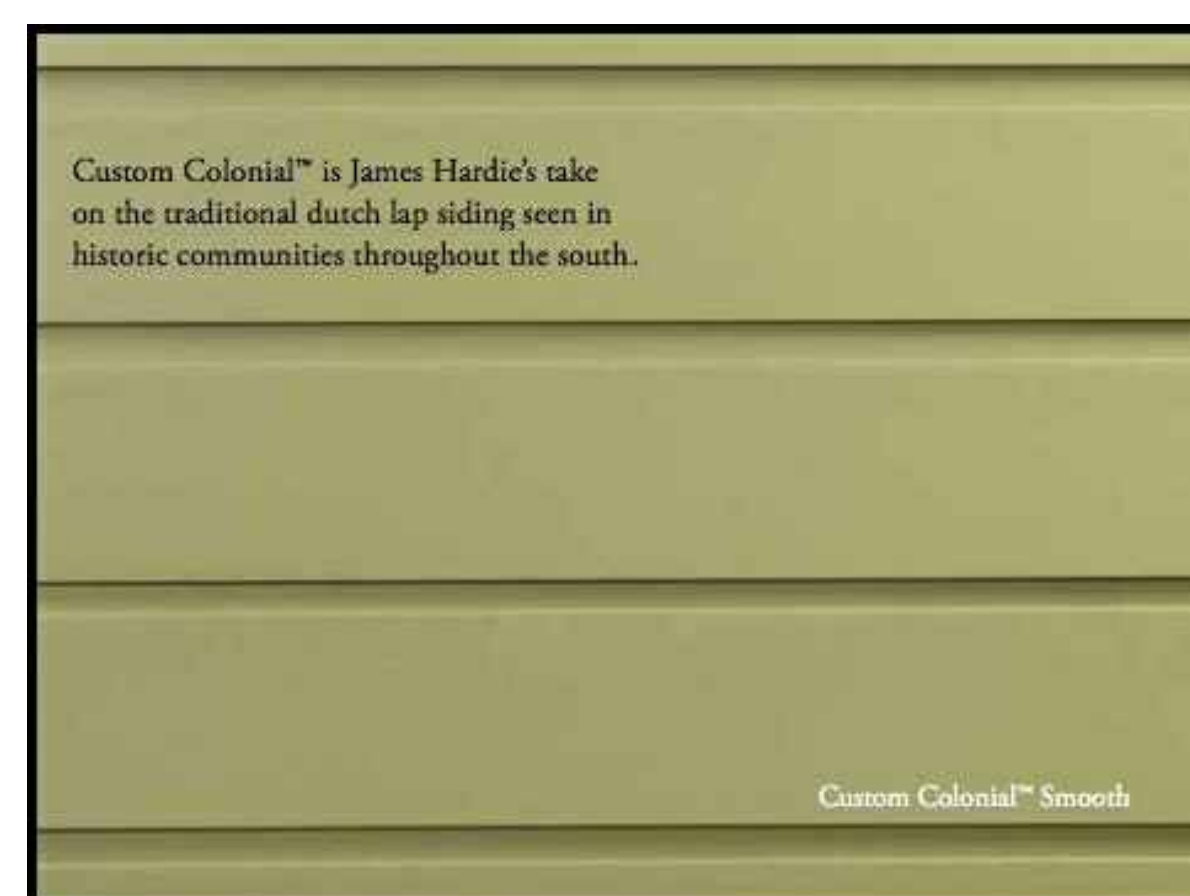 Custom Colonial™ is James Hardie's take
on the traditional dutch lap siding seen in
historic communities throughout the south.
Custom Colonial™ Smooth